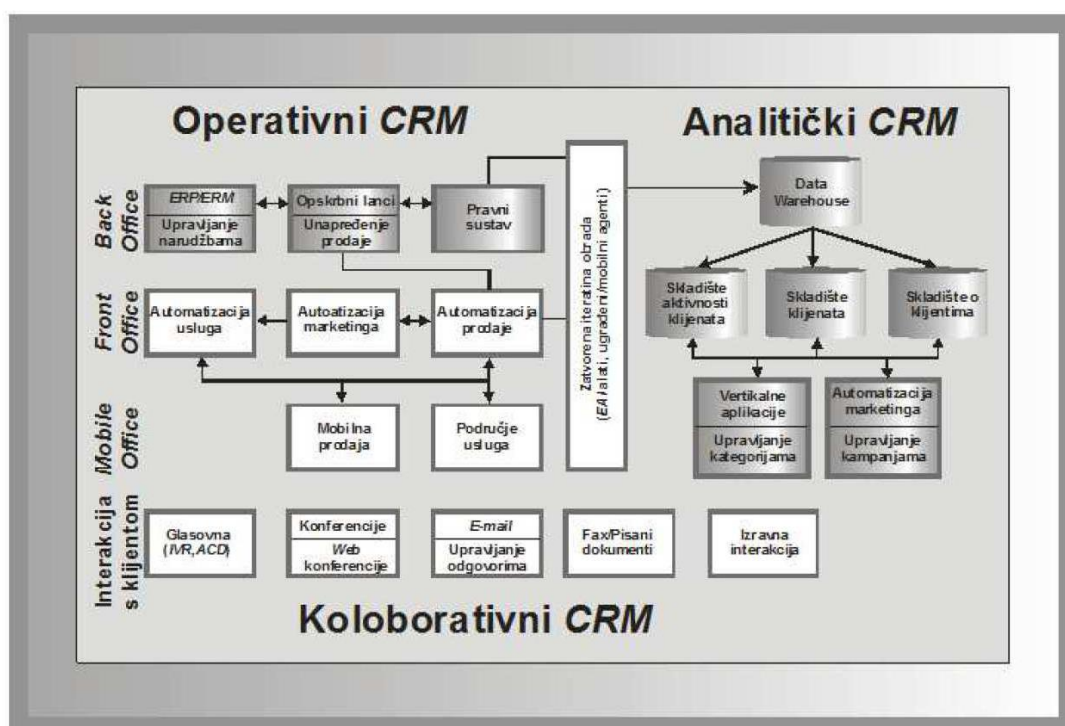 Operativni CRM
Analitički CRM
Back
Office
ERP/ERM
Upravljanje
narudžbama
Opskrbni lanci
Unapređenje
prodaje
Pravni
sustav
Zatvorena iteratina obrada
(EAI alati, ugrađeni/mobilni agenti)
Data
Warehouse
Front
Office
Automatizacija
usluga
Autoatizacija
marketinga
Automatizacija
prodaje
Skladište
aktivnosti
klijenata
Skladište
klijenata
Skladište o
klijentima
Mobile
Office
Mobilna
prodaja
Područje
usluga
Vertikalne
aplikacije
Upravljanje
kategorijama
Automatizacija
marketinga
Upravljanje
kampanjama
Interakcija
s klijentom
Glasovna
(IVR,ACD)
Konferencije
Web
konferencije
E-mail
Upravljanje
odgovorima
Fax/Pisani
dokumenti
Izravna
interakcija
Koloborativni CRM